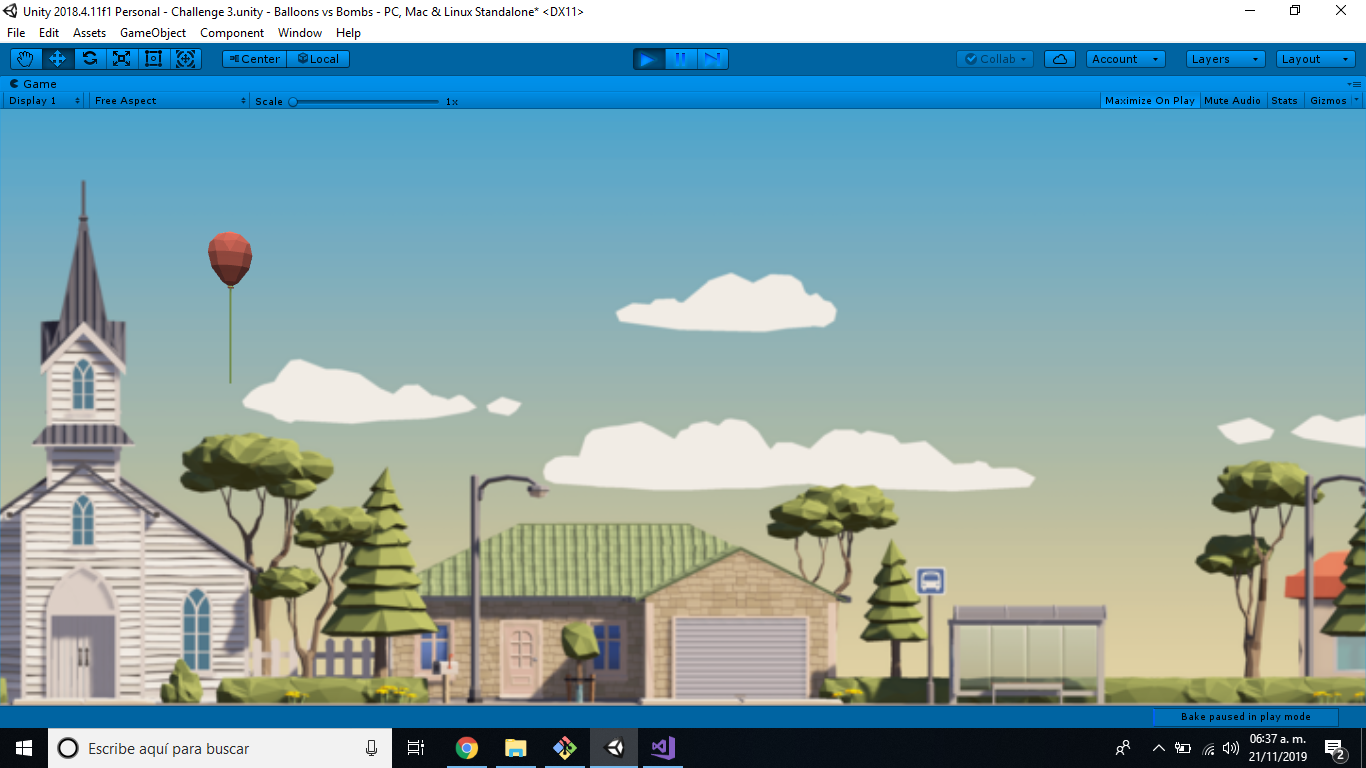 Unity 2018.4.11f1 Personal - Challenge 3.unity - Balloons vs Bombs - PC, Mac & Linux Standalone* <DX11>
File Edit Assets GameObject Component Window Help
Center Local Collab Account Layers Layout
Game
Display 1 Free Aspect Scale 1x Maximize On Play Mute Audio Stats Gizmos
Bake paused in play mode
Escribe aquí para buscar
06:37 a. m.
21/11/2019
2